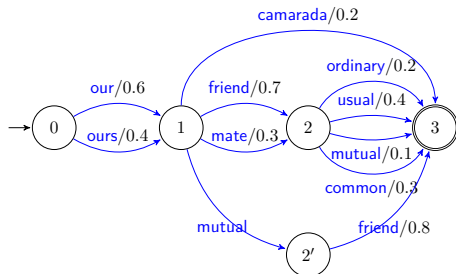 camarada/0.2
ordinary/0.2
our/0.6
friend/0.7
usual/0.4
0
1
2
3
ours/0.4
mate/0.3
mutual/0.1
common/0.3
mutual
friend/0.8
2′